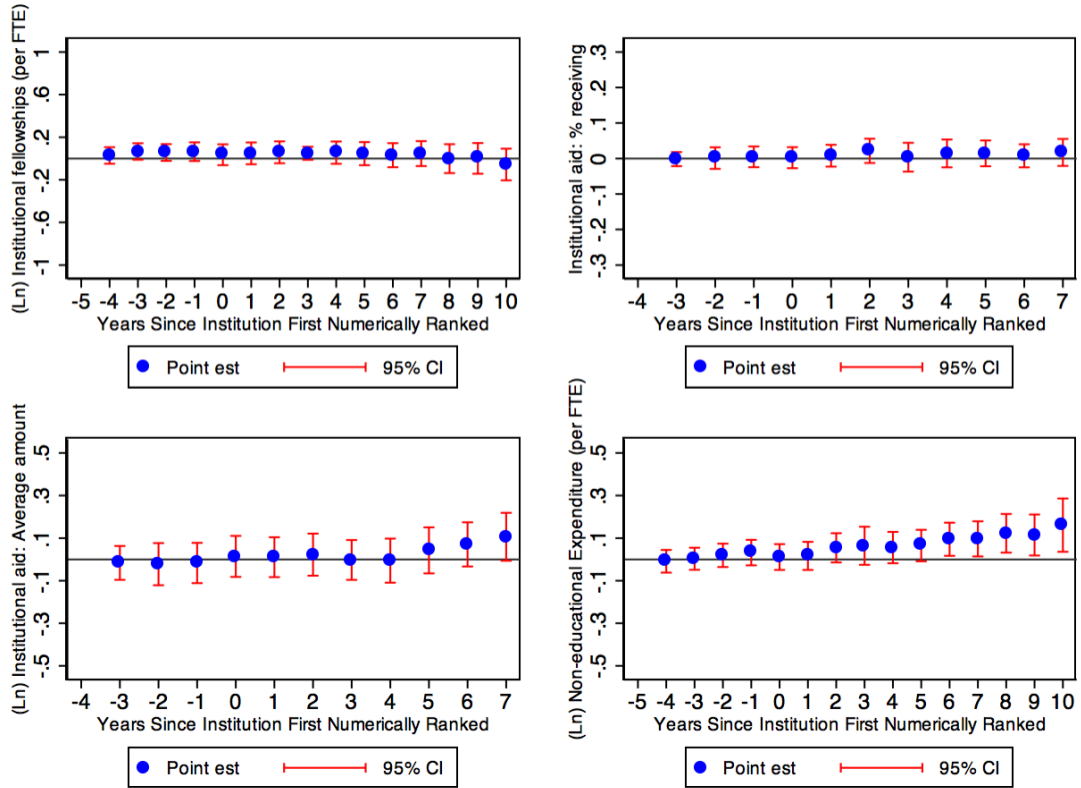 (Ln) Institutional fellowships (per FTE)
1
.6
.2
-.2
-.6
-1
-5 -4 -3 -2 -1 0 1 2 3 4 5 6 7 8 9 10
Years Since Institution First Numerically Ranked
Point est 95% CI
Institutional aid: % receiving
.3
.2
.1
0
-.1
-.2
-.3
-4 -3 -2 -1 0 1 2 3 4 5 6 7
Years Since Institution First Numerically Ranked
Point est 95% CI
(Ln) Institutional aid: Average amount
.5
.3
.1
-.1
-.3
-.5
-4 -3 -2 -1 0 1 2 3 4 5 6 7
Years Since Institution First Numerically Ranked
Point est 95% CI
(Ln) Non-educational Expenditure (per FTE)
.5
.3
.1
-.1
-.3
-.5
-5 -4 -3 -2 -1 0 1 2 3 4 5 6 7 8 9 10
Years Since Institution First Numerically Ranked
Point est 95% CI